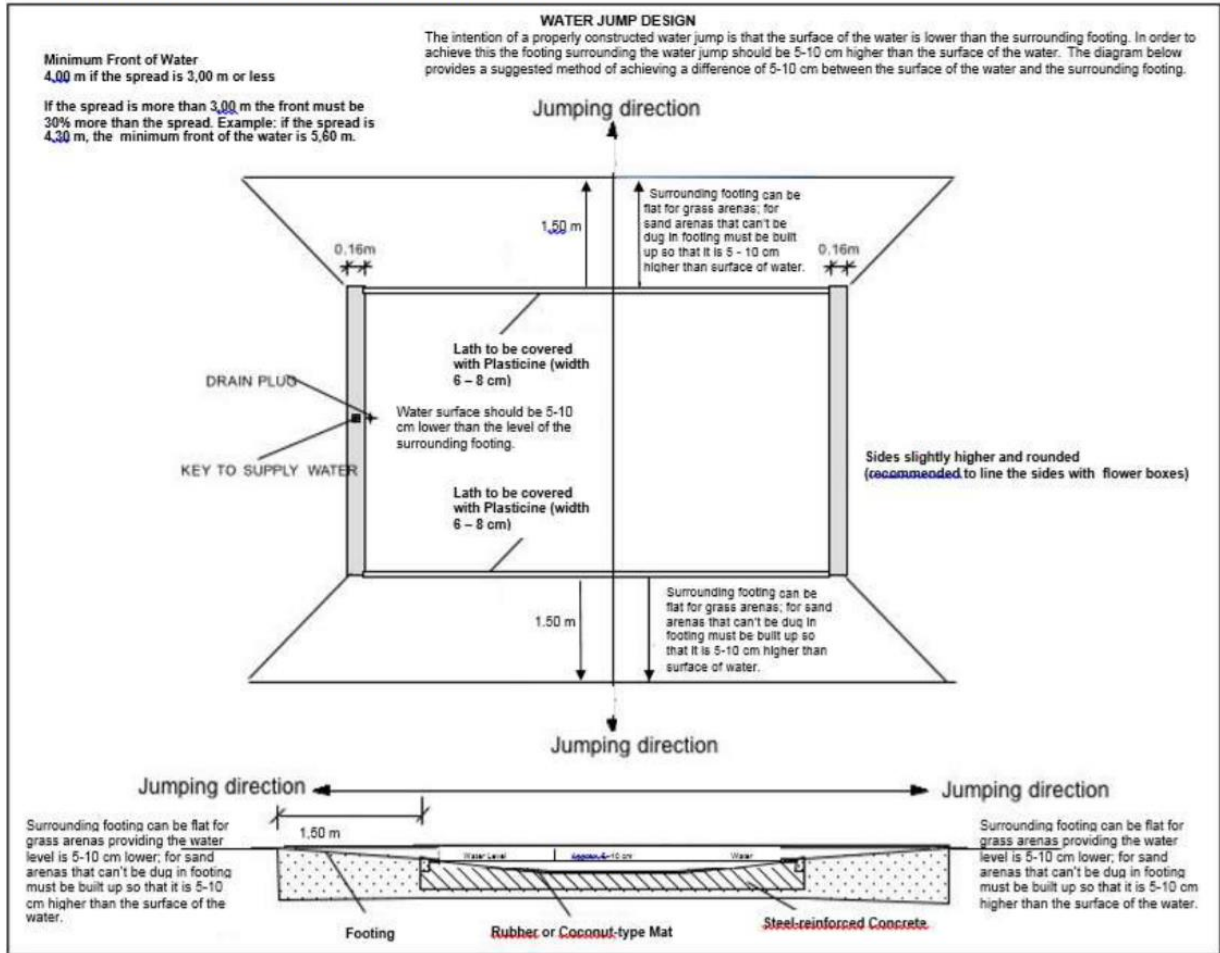 WATER JUMP DESIGN
The intention of a properly constructed water jump is that the surface of the water is lower than the surrounding footing. In order to
achieve this the footing surrounding the water jump should be 5-10 cm higher than the surface of the water. The diagram below
provides a suggested method of achieving a difference of 5-10 cm between the surface of the water and the surrounding footing.
Minimum Front of Water
4,00 m if the spread is 3,00 m or less
If the spread is more than 3,00 m the front must be
30% more than the spread. Example: if the spread is
4,30 m, the minimum front of the water is 5,60 m.
Jumping direction
1,50 m
Surrounding footing can be
flat for grass arenas; for
sand arenas that can't be
dug in footing must be built
up so that it is 5 - 10 cm
higher than surface of water.
0.16m
0.16m
Lath to be covered
with Plasticine (width
6 – 8 cm)
DRAIN PLUG
Water surface should be 5-10
cm lower than the level of the
surrounding footing.
KEY TO SUPPLY WATER
Sides slightly higher and rounded
(recommended to line the sides with flower boxes)
Lath to be covered
with Plasticine (width
6 – 8 cm)
1.50 m
Surrounding footing can be
flat for grass arenas; for sand
arenas that can't be dug in
footing must be built up so
that it is 5-10 cm higher than
surface of water.
Jumping direction
Jumping direction
Jumping direction
Surrounding footing can be flat for
grass arenas providing the water
level is 5-10 cm lower; for sand
arenas that can't be dug in footing
must be built up so that it is 5-10
cm higher than the surface of the
water.
1,50 m
Water Level
10 cm
Water
Surrounding footing can be flat for
grass arenas providing the water
level is 5-10 cm lower; for sand
arenas that can't be dug in footing
must be built up so that it is 5-10 cm
higher than the surface of the water.
Footing
Rubber or Coconut-type Mat
Steel-reinforced Concrete